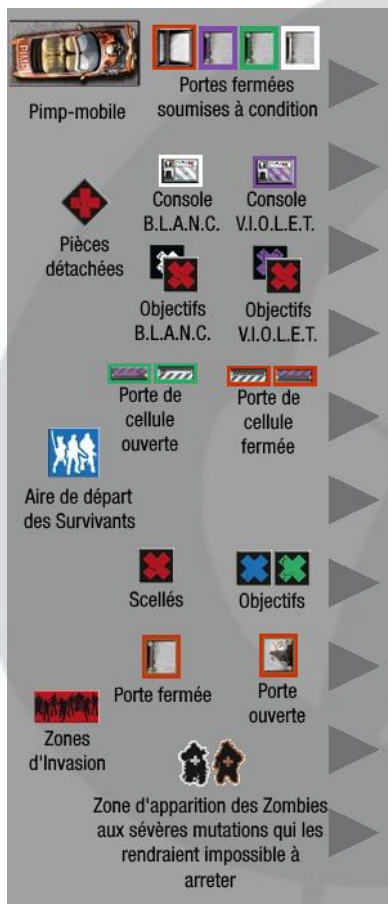 Portes fermées
soumises à condition
Pimp-mobile
Console
B.L.A.N.C.
Console
V.I.O.L.E.T.
Pièces
détachées
Objectifs
B.L.A.N.C.
Objectifs
V.I.O.L.E.T.
Porte de
cellule
ouverte
Porte de
cellule
fermée
Aire de départ
des Survivants
Scellés
Objectifs
Porte fermée
Porte
ouverte
Zones
d'Invasion
Zone d'apparition des Zombies
aux sévères mutations qui les
rendraient impossible à
arreter